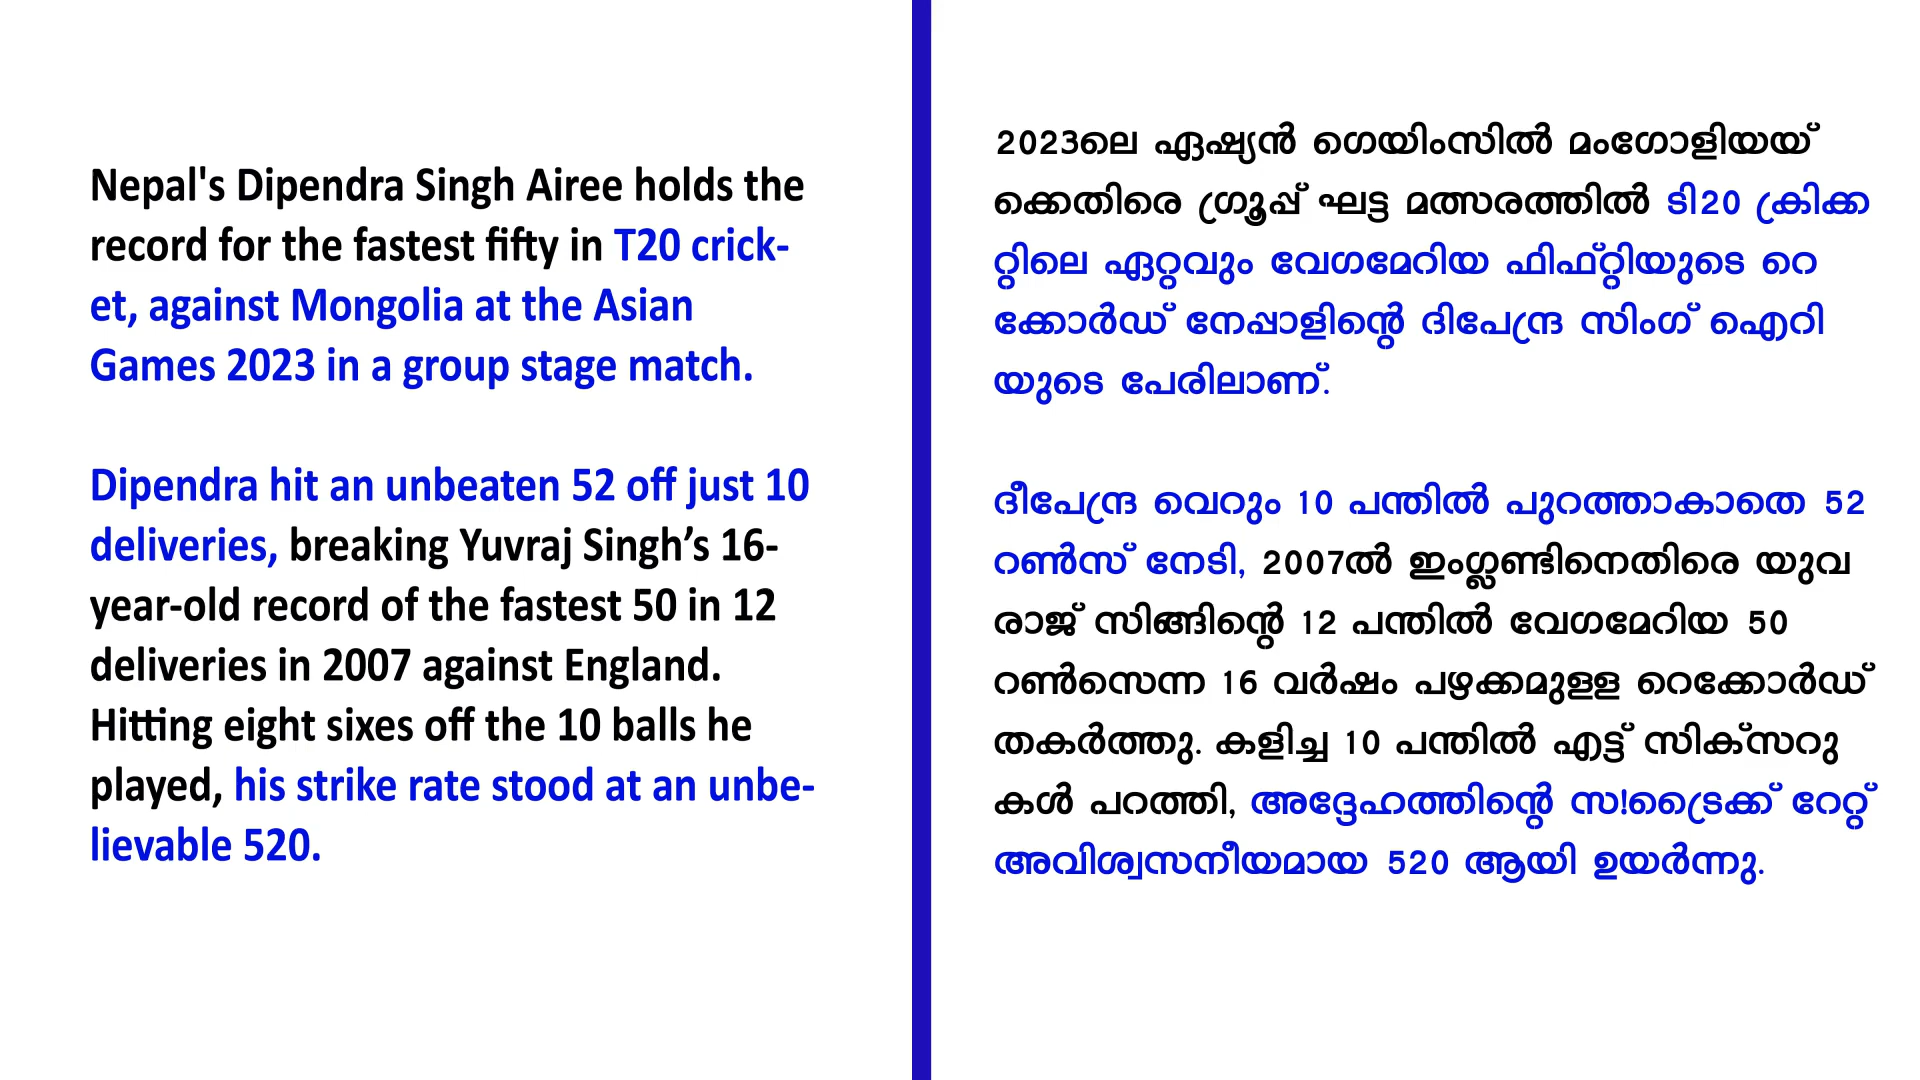 Nepal's Dipendra Singh Airee holds the
record for the fastest fifty in T20 crick-
et, against Mongolia at the Asian
Games 2023 in a group stage match.
Dipendra hit an unbeaten 52 off just 10
deliveries, breaking Yuvraj Singh’s 16-
year-old record of the fastest 50 in 12
deliveries in 2007 against England.
Hitting eight sixes off the 10 balls he
played, his strike rate stood at an unbe-
lievable 520.
2023ലെ ഏഷ്യൻ ഗെയിംസിൽ മംഗോളിയയ്
ക്കെതിരെ ഗ്രൂപ്പ് ഘട്ട മത്സരത്തിൽ ടി20 ക്രിക്ക
റ്റിലെ ഏറ്റവും വേഗമേറിയ ഫിഫ്റ്റിയുടെ റെ
ക്കോർഡ് നേപ്പാളിന്റെ ദിപേന്ദ്ര സിംഗ് ഐറി
യുടെ പേരിലാണ്.
ദീപേന്ദ്ര വെറും 10 പന്തിൽ പുറത്താകാതെ 52
റൺസ് നേടി, 2007ൽ ഇംഗ്ലണ്ടിനെതിരെ യുവ
രാജ് സിങ്ങിന്റെ 12 പന്തിൽ വേഗമേറിയ 50
റൺസെന്ന 16 വർഷം പഴക്കമുളള റെക്കോർഡ്
തകർത്തു. കളിച്ച 10 പന്തിൽ എട്ട് സിക്സറു
കൾ പറത്തി, അദ്ദേഹത്തിന്റെ സ!ട്രൈക്ക് റേറ്റ്
അവിശ്വസനീയമായ 520 ആയി ഉയർന്നു.